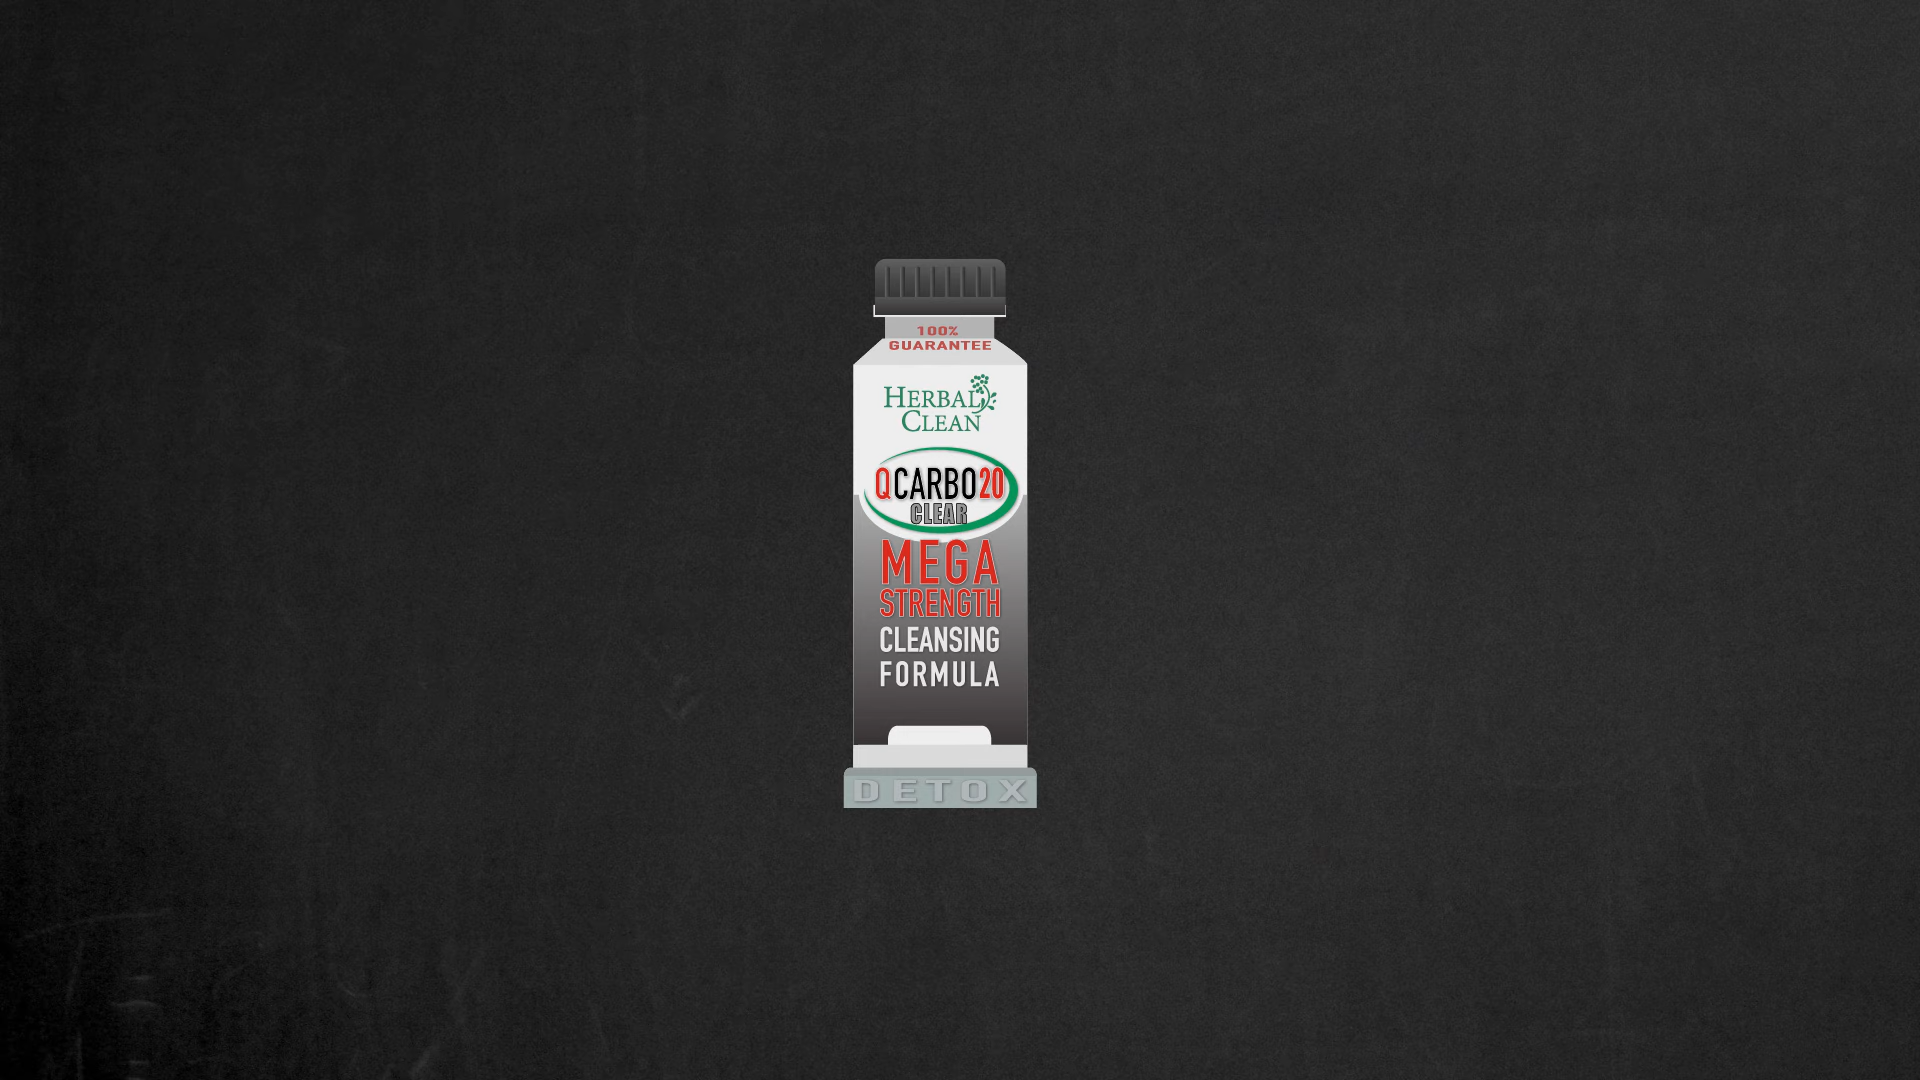 100%
GUARANTEE
HERBAL
CLEAN
QCARBO20
CLEAR
MEGA
STRENGTH
CLEANSING
FORMULA
DETOX